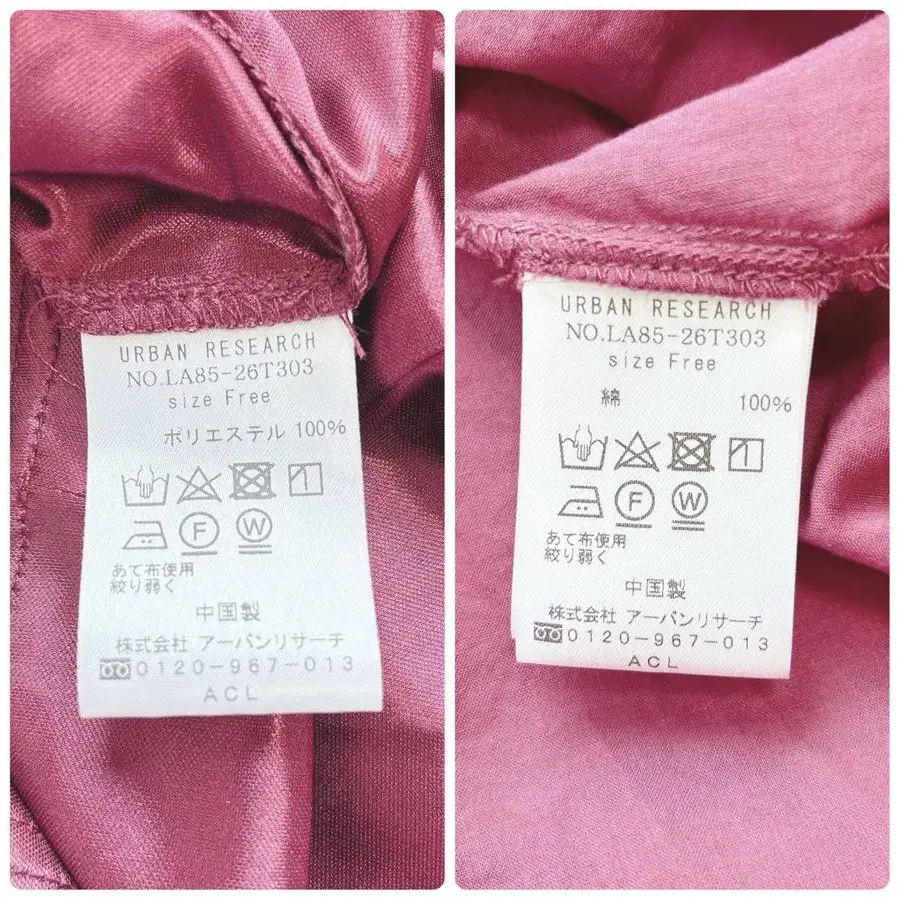 URBAN RESEARCH
NO.LA85-26T303
size Free
ポリエステル 100%
F W
あて布使用
絞り弱く
中国製
株式会社 アーバンリサーチ
0120-967-013
ACL
URBAN RESEARCH
NO.LA85-26T303
size Free
綿 100%
F W
あて布使用
絞り弱く
中国製
株式会社 アーバンリサーチ
0120-967-013
ACL